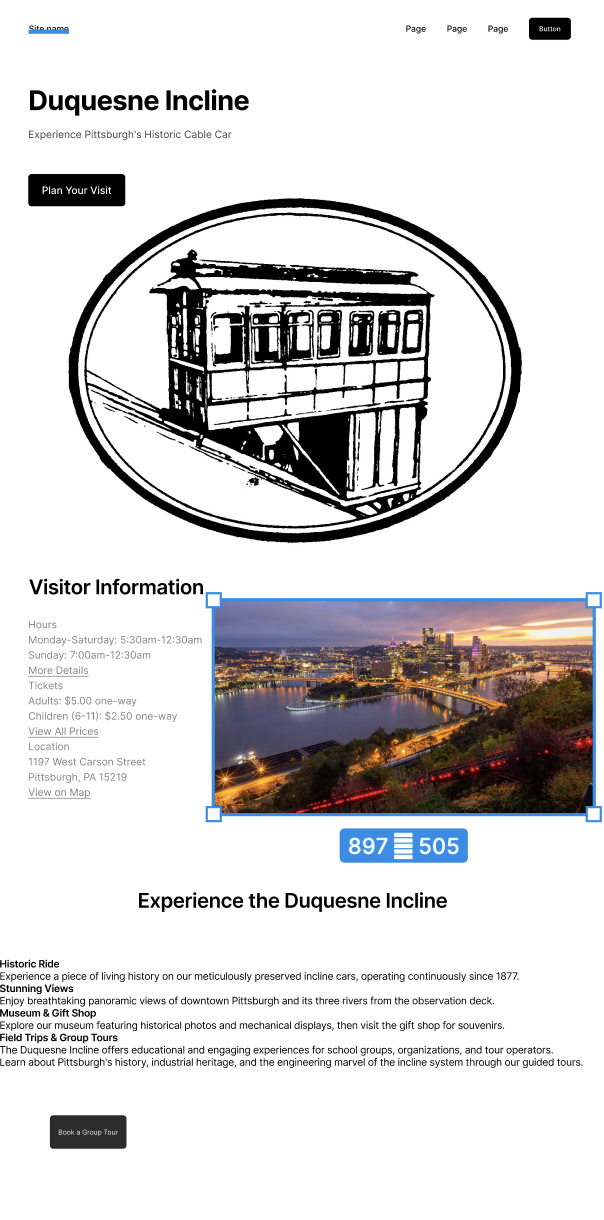 Site name
Page Page Page Button
Duquesne Incline
Experience Pittsburgh's Historic Cable Car
Plan Your Visit
Visitor Information
Hours
Monday-Saturday: 5:30am-12:30am
Sunday: 7:00am-12:30am
More Details
Tickets
Adults: $5.00 one-way
Children (6-11): $2.50 one-way
View All Prices
Location
1197 West Carson Street
Pittsburgh, PA 15219
View on Map
897 505
Experience the Duquesne Incline
Historic Ride
Experience a piece of living history on our meticulously preserved incline cars, operating continuously since 1877.
Stunning Views
Enjoy breathtaking panoramic views of downtown Pittsburgh and its three rivers from the observation deck.
Museum & Gift Shop
Explore our museum featuring historical photos and mechanical displays, then visit the gift shop for souvenirs.
Field Trips & Group Tours
The Duquesne Incline offers educational and engaging experiences for school groups, organizations, and tour operators.
Learn about Pittsburgh's history, industrial heritage, and the engineering marvel of the incline system through our guided tours.
Book a Group Tour